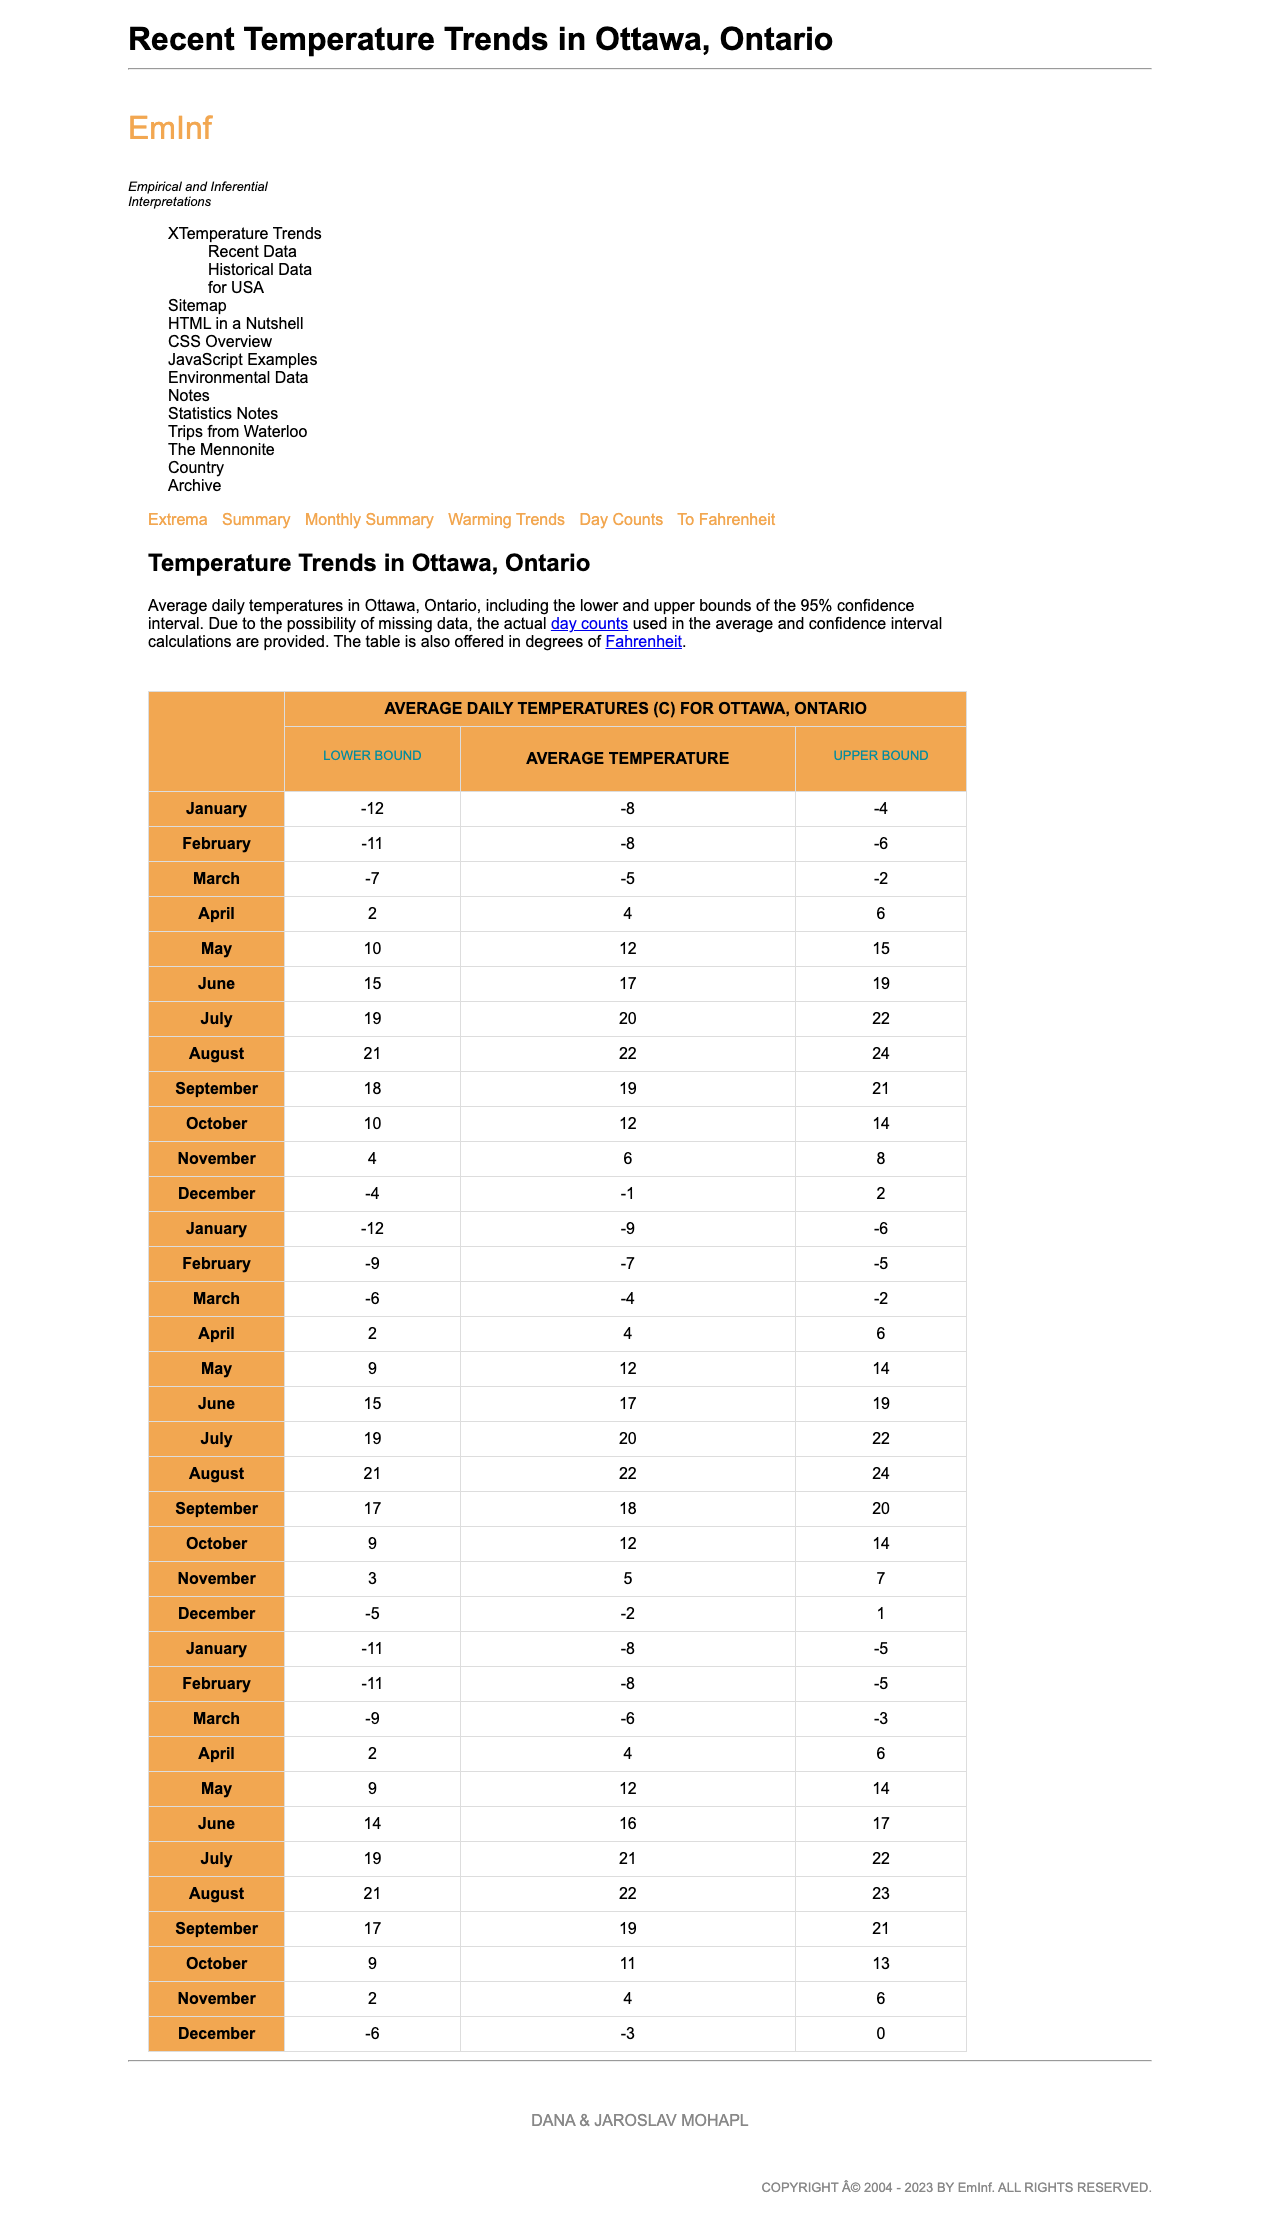 Recent Temperature Trends in Ottawa, Ontario
EmInf
Empirical and Inferential
Interpretations
XTemperature Trends
Recent Data
Historical Data
for USA
Sitemap
HTML in a Nutshell
CSS Overview
JavaScript Examples
Environmental Data
Notes
Statistics Notes
Trips from Waterloo
The Mennonite
Country
Archive
Extrema Summary Monthly Summary Warming Trends Day Counts To Fahrenheit
Temperature Trends in Ottawa, Ontario
Average daily temperatures in Ottawa, Ontario, including the lower and upper bounds of the 95% confidence
interval. Due to the possibility of missing data, the actual day counts used in the average and confidence interval
calculations are provided. The table is also offered in degrees of Fahrenheit.
AVERAGE DAILY TEMPERATURES (C) FOR OTTAWA, ONTARIO
LOWER BOUND AVERAGE TEMPERATURE UPPER BOUND
January -12 -8 -4
February -11 -8 -6
March -7 -5 -2
April 2 4 6
May 10 12 15
June 15 17 19
July 19 20 22
August 21 22 24
September 18 19 21
October 10 12 14
November 4 6 8
December -4 -1 2
January -12 -9 -6
February -9 -7 -5
March -6 -4 -2
April 2 4 6
May 9 12 14
June 15 17 19
July 19 20 22
August 21 22 24
September 17 18 20
October 9 12 14
November 3 5 7
December -5 -2 1
January -11 -8 -5
February -11 -8 -5
March -9 -6 -3
April 2 4 6
May 9 12 14
June 14 16 17
July 19 21 22
August 21 22 23
September 17 19 21
October 9 11 13
November 2 4 6
December -6 -3 0
DANA & JAROSLAV MOHAPL
COPYRIGHT Â© 2004 - 2023 BY EmInf. ALL RIGHTS RESERVED.